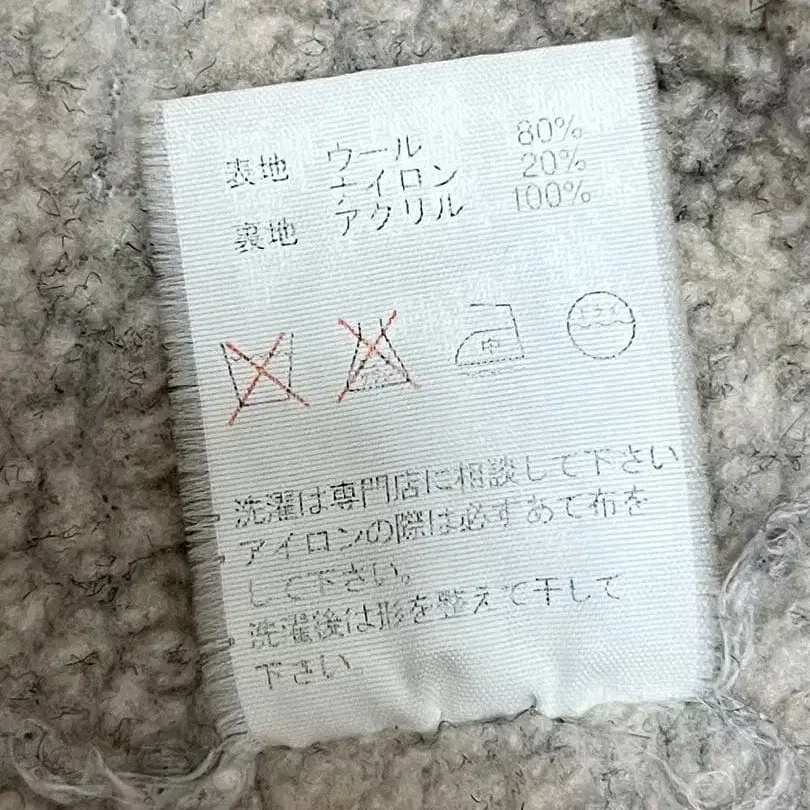 表地 ウール 80%
ナイロン 20%
裏地 アクリル 100%
中
洗濯は専門店に相談して下さい
アイロンの際は必ずあて布を
して下さい。
洗濯後は形を整えて干して
下さい